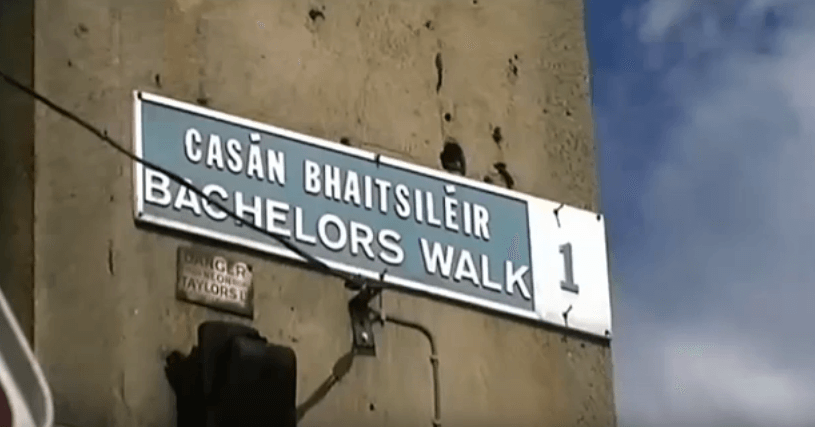 CASÁN BHAITSILÉIR
BACHELORS WALK
1
DANGER
TAYLORS